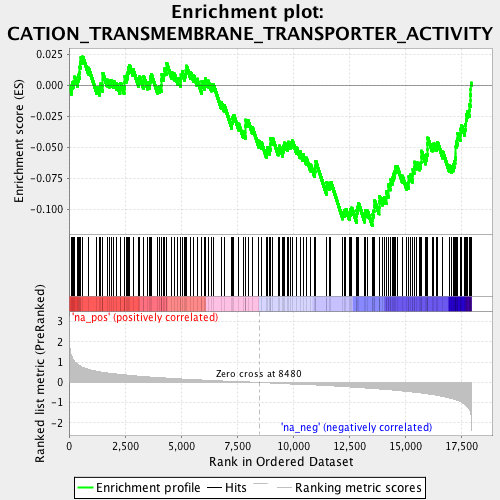 Enrichment plot:
CATION_TRANSMEMBRANE_TRANSPORTER_ACTIVITY
Enrichment score (ES)
0.025
0.000
-0.025
-0.050
-0.075
-0.100
'na_pos' (positively correlated)
Ranked list metric (PreRanked)
3
2
1
0
-1
-2
Zero cross at 8480
'na_neg' (negatively correlated)
0
2,500
5,000
7,500
10,000
12,500
15,000
17,500
Rank in Ordered Dataset
Enrichment profile
Hits
Ranking metric scores